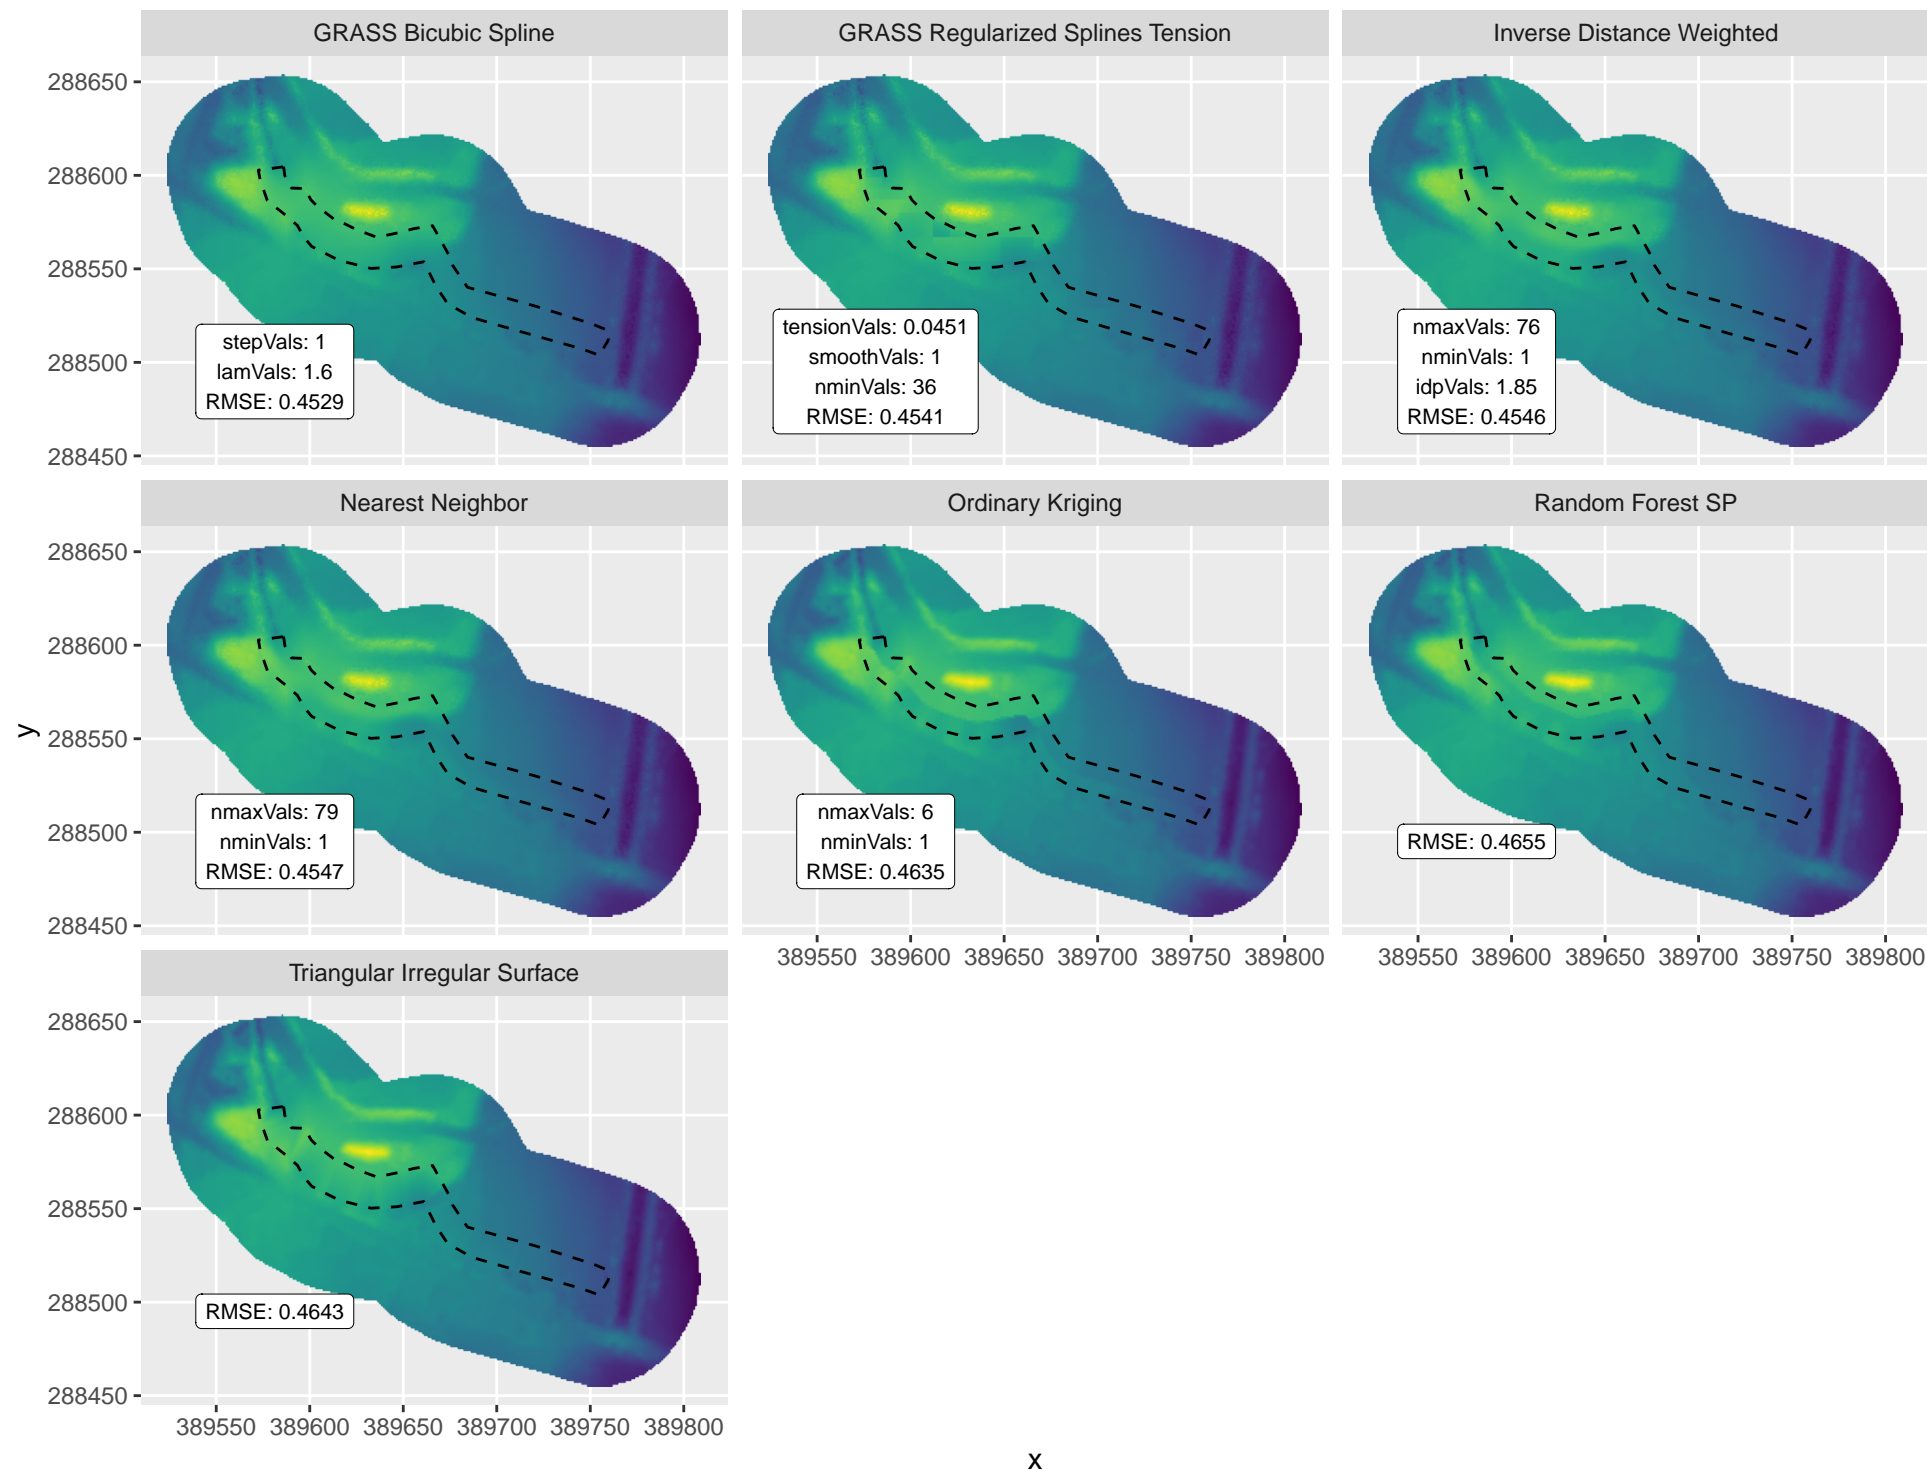 GRASS Bicubic Spline
GRASS Regularized Splines Tension
Inverse Distance Weighted
288650
288600
288550
288500
288450
stepVals: 1
lamVals: 1.6
RMSE: 0.4529
tensionVals: 0.0451
smoothVals: 1
nminVals: 36
RMSE: 0.4541
nmaxVals: 76
nminVals: 1
idpVals: 1.85
RMSE: 0.4546
Nearest Neighbor
Ordinary Kriging
Random Forest SP
288650
288600
288550
288500
288450
nmaxVals: 79
nminVals: 1
RMSE: 0.4547
nmaxVals: 6
nminVals: 1
RMSE: 0.4635
RMSE: 0.4655
389550 389600 389650 389700 389750 389800
389550 389600 389650 389700 389750 389800
Triangular Irregular Surface
288650
288600
288550
288500
288450
RMSE: 0.4643
389550 389600 389650 389700 389750 389800
y
x